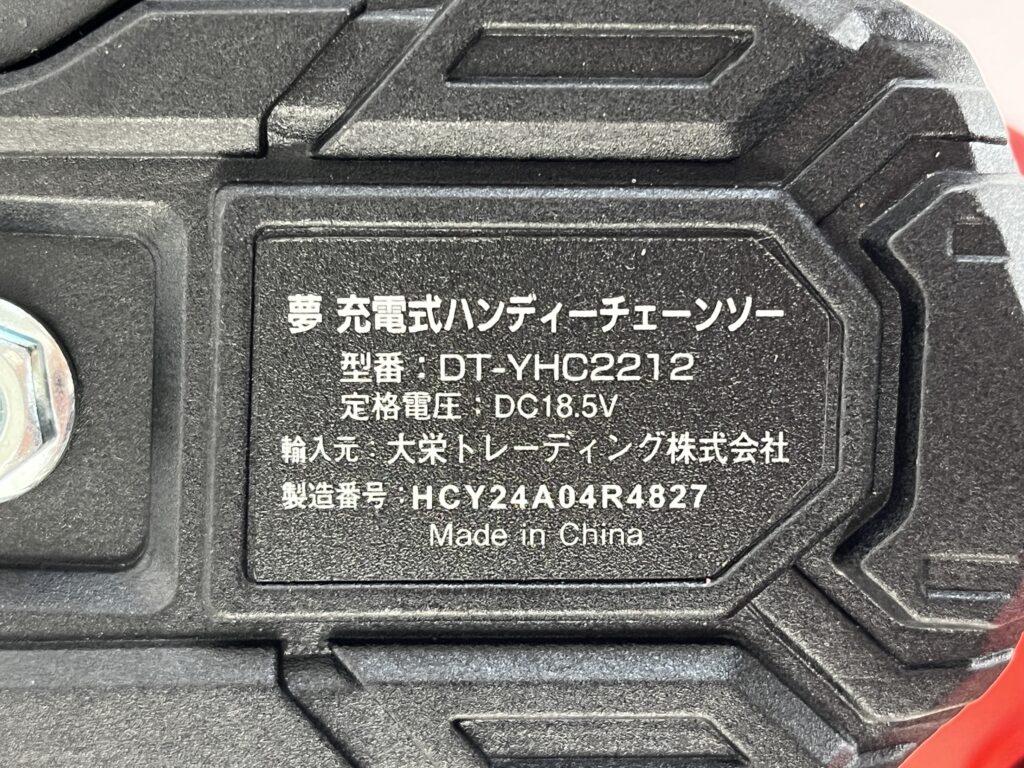 夢 充電式ハンディーチェーンソー
型番：DT-YHC2212
定格電圧：DC18.5V
輸入元：大栄トレーディング株式会社
製造番号：HCY24A04R4827
Made in China